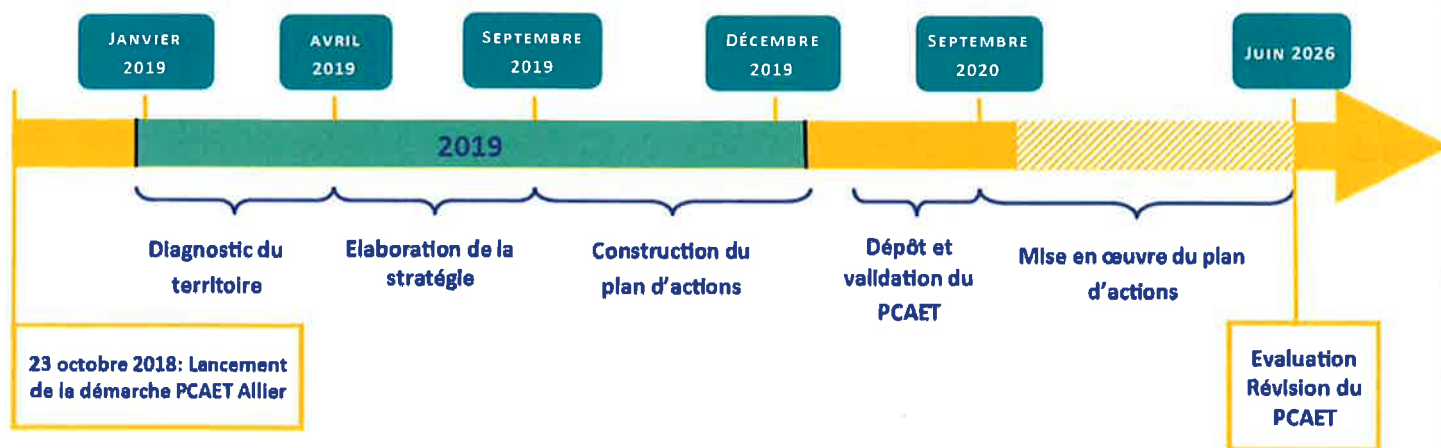 JANVIER
2019
AVRIL
2019
SEPTEMBRE
2019
DÉCEMBRE
2019
SEPTEMBRE
2020
JUIN 2026
2019
Diagnostic du
territoire
Elaboration de la
stratégie
Construction du
plan d'actions
Dépôt et
validation du
PCAET
Mise en œuvre du plan
d'actions
23 octobre 2018: Lancement
de la démarche PCAET Allier
Evaluation
Révision du
PCAET